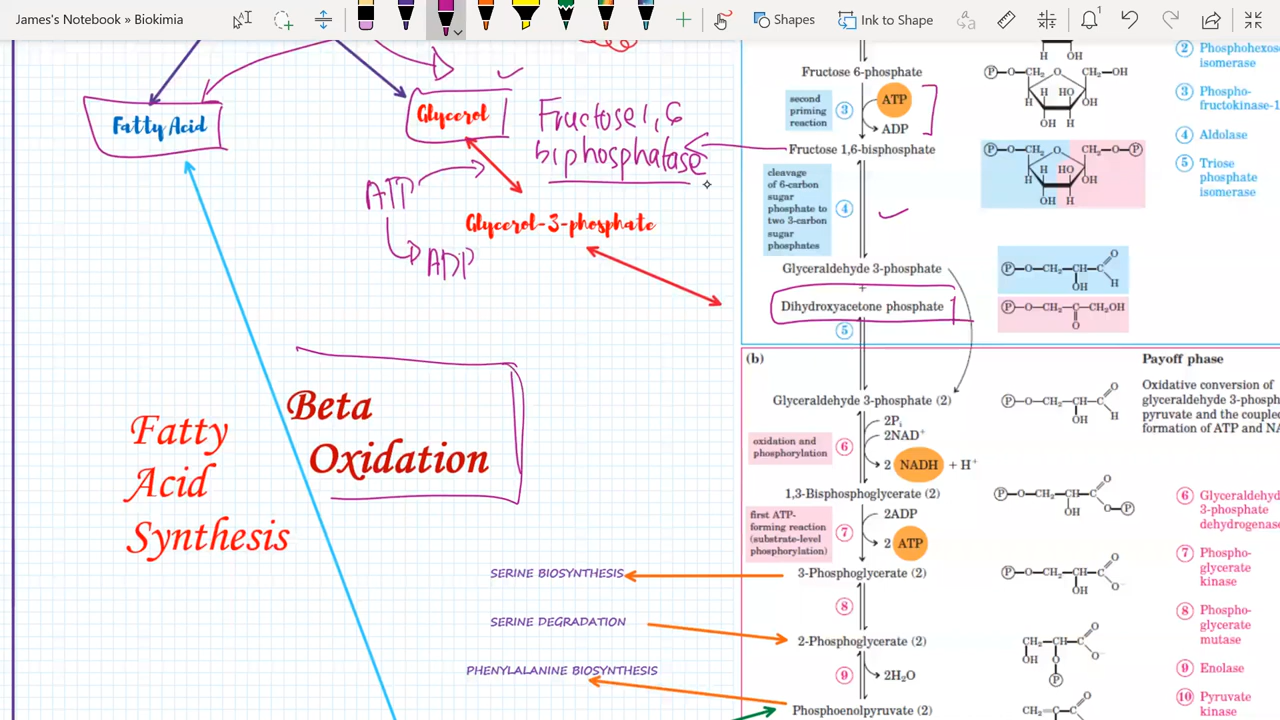 James's Notebook » Biokimia
Shapes
Ink to Shape
Fatty Acid
Glycerol
Fructose 1,6
biphosphatase
ATP
ADP
Glycerol-3-phosphate
Beta
Oxidation
Fatty
Acid
Synthesis
SERINE BIOSYNTHESIS
SERINE DEGRADATION
PHENYLALANINE BIOSYNTHESIS
Fructose 6-phosphate
second
priming
reaction
3
ATP
ADP
Fructose 1,6-bisphosphate
cleavage
of 6-carbon
sugar
phosphate to
two 3-carbon
sugar
phosphates
4
Glyceraldehyde 3-phosphate
+
Dihydroxyacetone phosphate
5
(b)
Glyceraldehyde 3-phosphate (2)
oxidation and
phosphorylation
6
2Pi
2NAD+
2 NADH + H+
1,3-Bisphosphoglycerate (2)
first ATP-
forming reaction
(substrate-level
phosphorylation)
7
2ADP
2 ATP
3-Phosphoglycerate (2)
8
2-Phosphoglycerate (2)
9
2H₂O
Phosphoenolpyruvate (2)
2 Phosphohexose
isomerase
3 Phospho-
fructokinase-1
4 Aldolase
5 Triose
phosphate
isomerase
Payoff phase
Oxidative conversion of
glyceraldehyde 3-phosph
pyruvate and the couple
formation of ATP and NA
6 Glyceraldehyd
3-phosphate
dehydrogenase
7 Phospho-
glycerate
kinase
8 Phospho-
glycerate
mutase
9 Enolase
10 Pyruvate
kinase